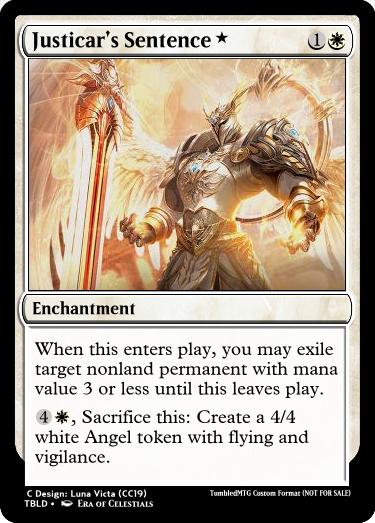 Justicar's Sentence★ 1
Enchantment
When this enters play, you may exile
target nonland permanent with mana
value 3 or less until this leaves play.
4, Sacrifice this: Create a 4/4
white Angel token with flying and
vigilance.
C Design: Luna Victa (CC19) TumbledMTG Custom Format (NOT FOR SALE)
TBLD • Era of Celestials